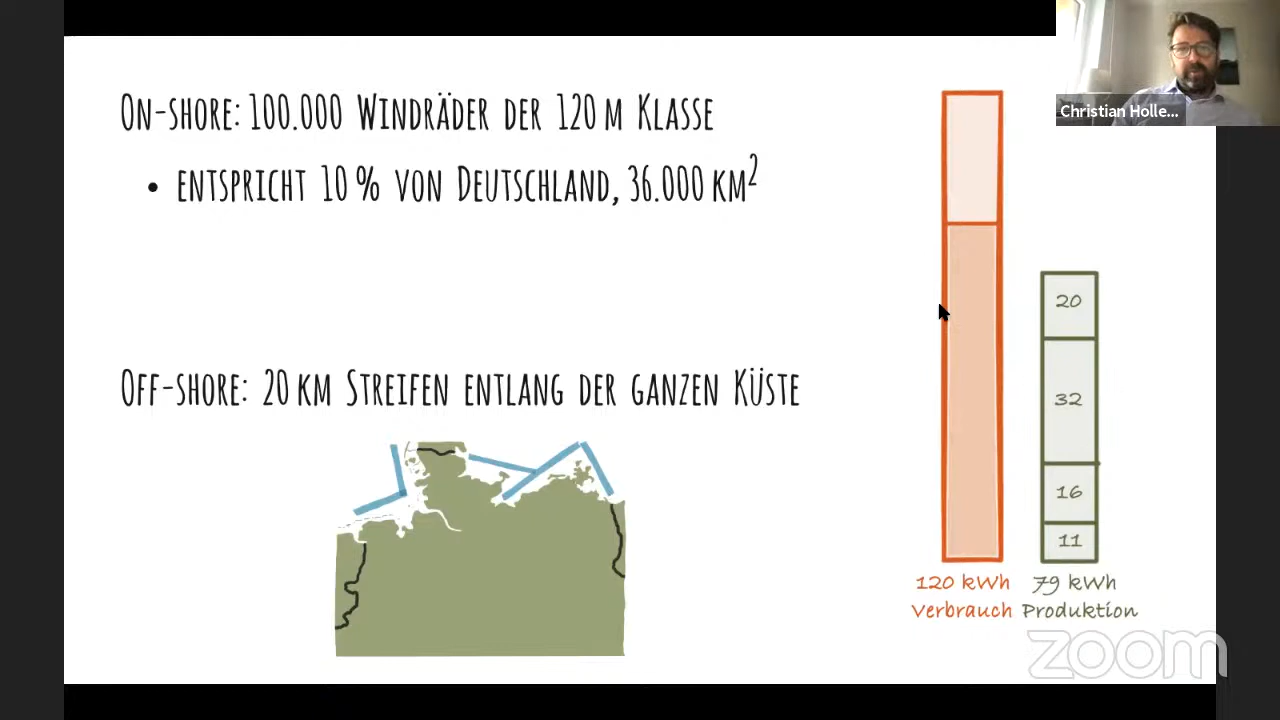 On-shore: 100.000 Windräder der 120 m Klasse
• entspricht 10 % von Deutschland, 36.000 km²
Off-shore: 20 km Streifen entlang der ganzen Küste
20
32
16
11
120 kWh
Verbrauch
79 kWh
Produktion
Christian Holle...
zoom